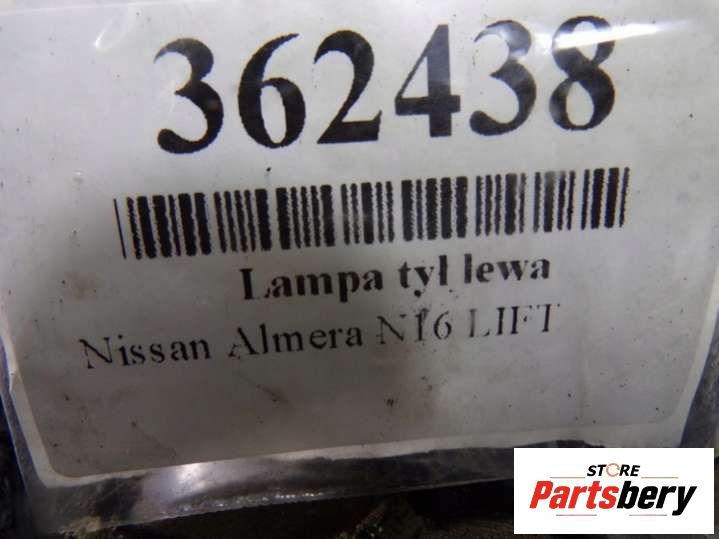 362438
Lampa tył lewa
Nissan Almera N16 LIFT
STORE
Partsbery